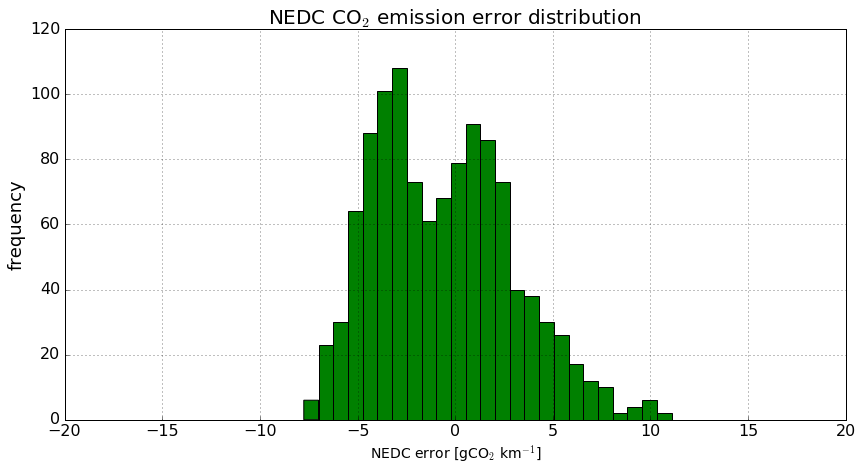 NEDC CO₂ emission error distribution
120
100
80
60
40
20
0
frequency
−20 −15 −10 −5 0 5 10 15 20
NEDC error [gCO₂ km⁻¹]